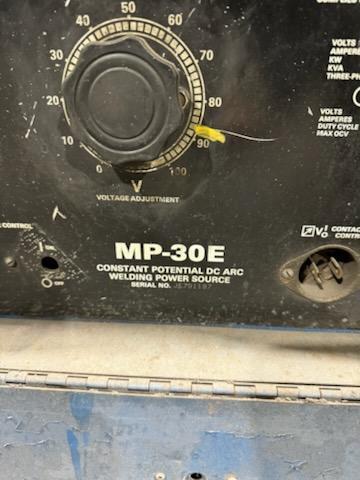 50
40 60
30 70
20 80
10 90
0 100
V
VOLTAGE ADJUSTMENT
VOLTS
AMPERE
KW
KVA
THREE-PH
VOLTS
AMPERES
DUTY CYCLE
MAX OCV
CONTROL
OFF
MP-30E
CONSTANT POTENTIAL DC ARC
WELDING POWER SOURCE
SERIAL NO.
CONTAC
CONTR